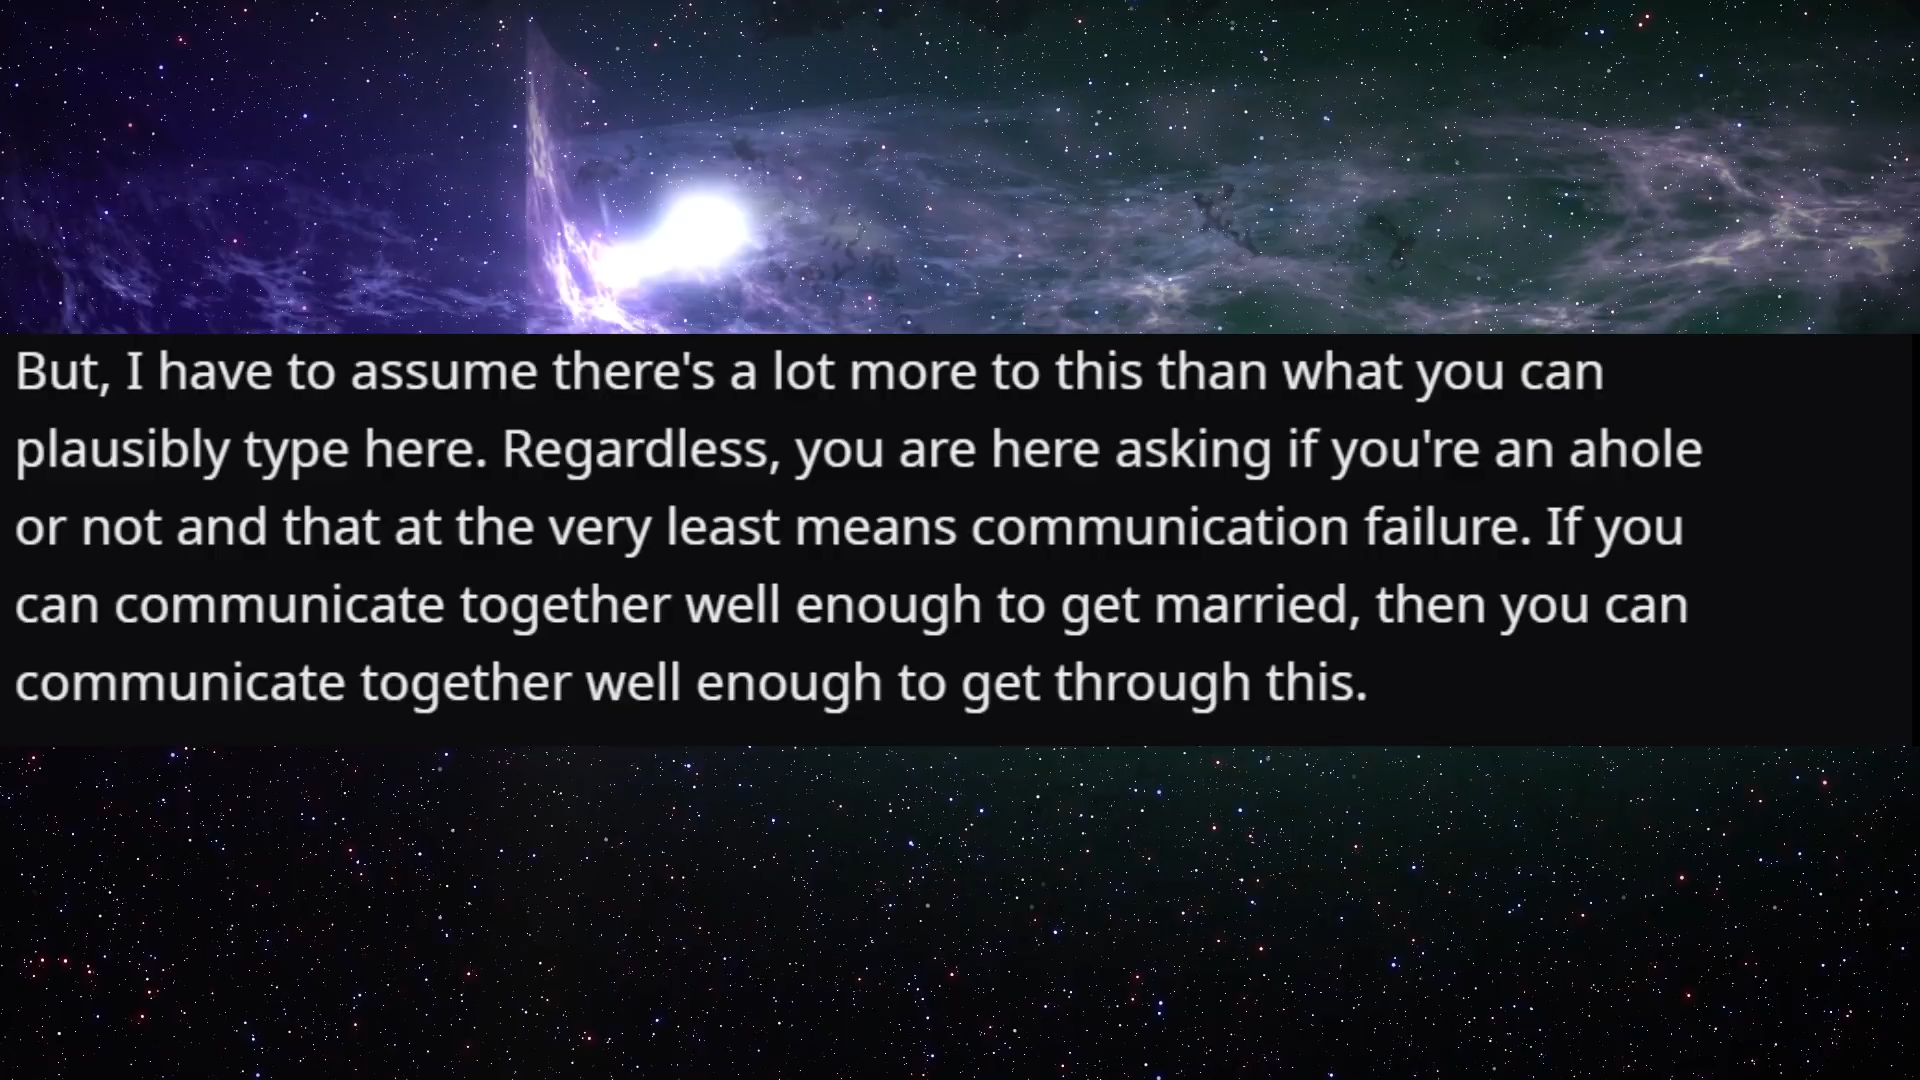 But, I have to assume there's a lot more to this than what you can
plausibly type here. Regardless, you are here asking if you're an ahole
or not and that at the very least means communication failure. If you
can communicate together well enough to get married, then you can
communicate together well enough to get through this.